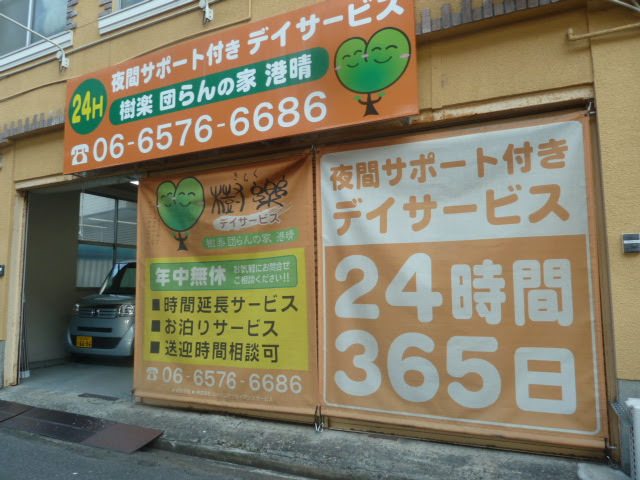 24H
夜間サポート付き デイサービス
樹楽 団らんの家 港晴
☎06-6576-6686
きらく
樹楽
デイサービス
樹楽 団らんの家 港晴
年中無休
お気軽にお問合せ
ご相談ください!!
■時間延長サービス
■お泊りサービス
■送迎時間相談可
☎06-6576-6686
夜間サポート付き
デイサービス
24時間
365日